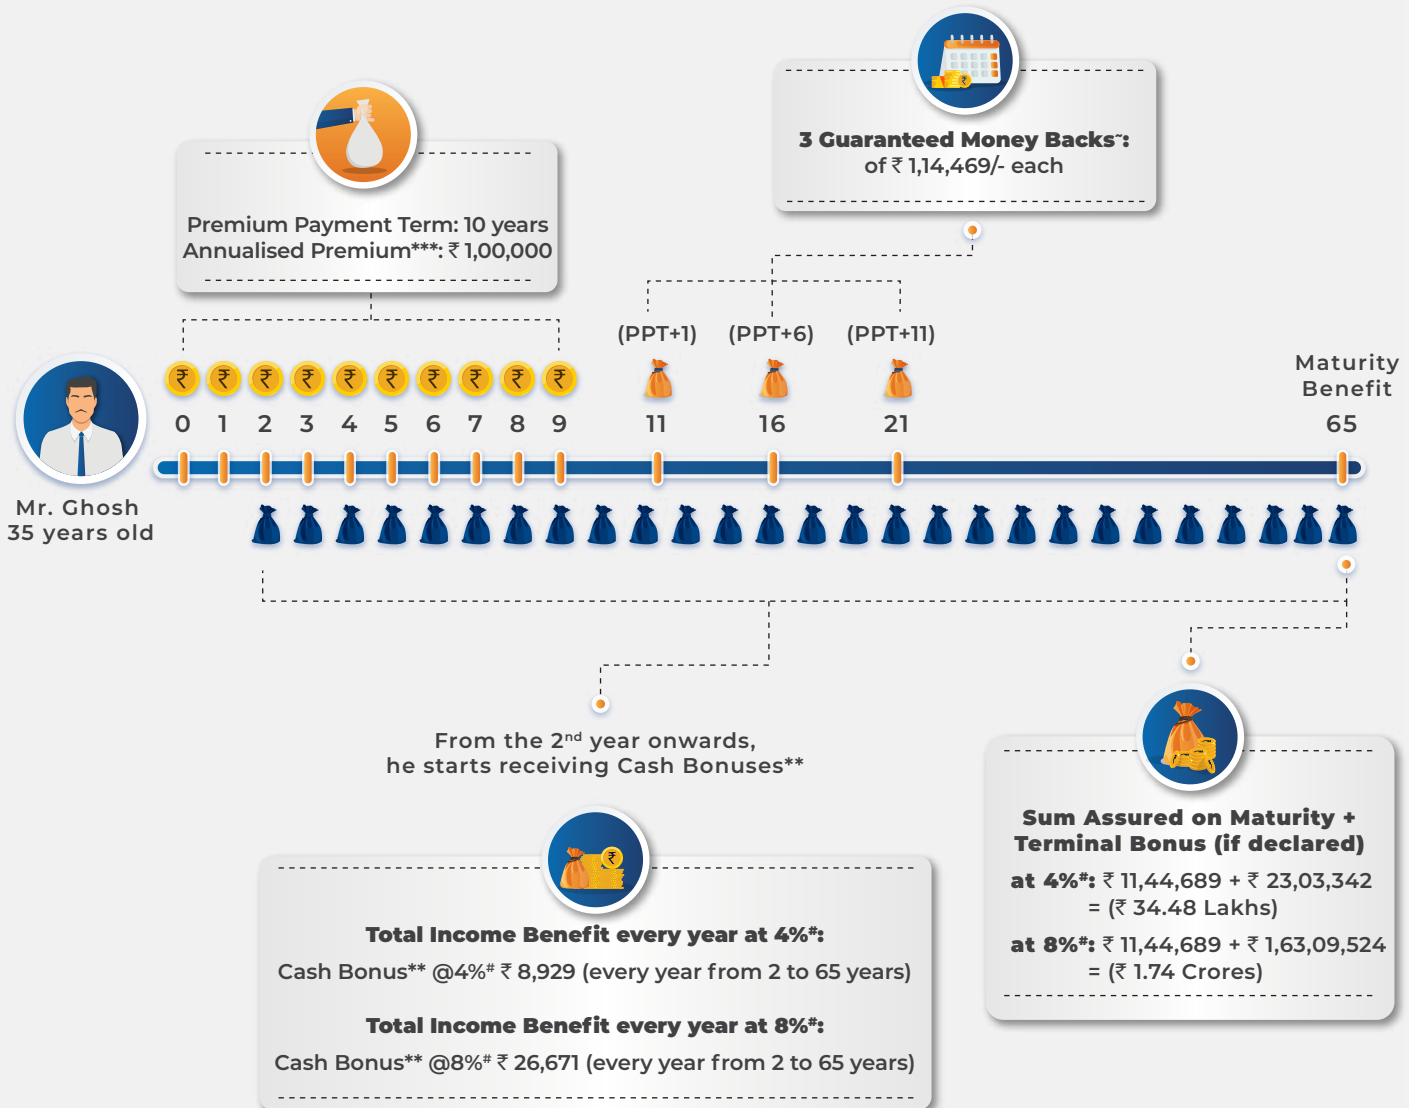 3 Guaranteed Money Backs~:
of ₹ 1,14,469/- each
Premium Payment Term: 10 years
Annualised Premium***: ₹ 1,00,000
(PPT+1) (PPT+6) (PPT+11)
Maturity
Benefit
₹ ₹ ₹ ₹ ₹ ₹ ₹ ₹ ₹ ₹
0 1 2 3 4 5 6 7 8 9 11 16 21 65
Mr. Ghosh
35 years old
From the 2nd year onwards,
he starts receiving Cash Bonuses**
Total Income Benefit every year at 4%#:
Cash Bonus** @4%# ₹ 8,929 (every year from 2 to 65 years)
Total Income Benefit every year at 8%#:
Cash Bonus** @8%# ₹ 26,671 (every year from 2 to 65 years)
Sum Assured on Maturity +
Terminal Bonus (if declared)
at 4%#: ₹ 11,44,689 + ₹ 23,03,342
= (₹ 34.48 Lakhs)
at 8%#: ₹ 11,44,689 + ₹ 1,63,09,524
= (₹ 1.74 Crores)